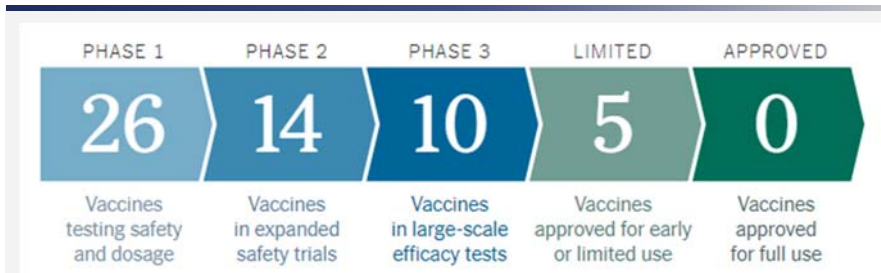 PHASE 1 PHASE 2 PHASE 3 LIMITED APPROVED
26 14 10 5 0
Vaccines Vaccines Vaccines Vaccines Vaccines
testing safety in expanded in large-scale approved for early approved
and dosage safety trials efficacy tests or limited use for full use